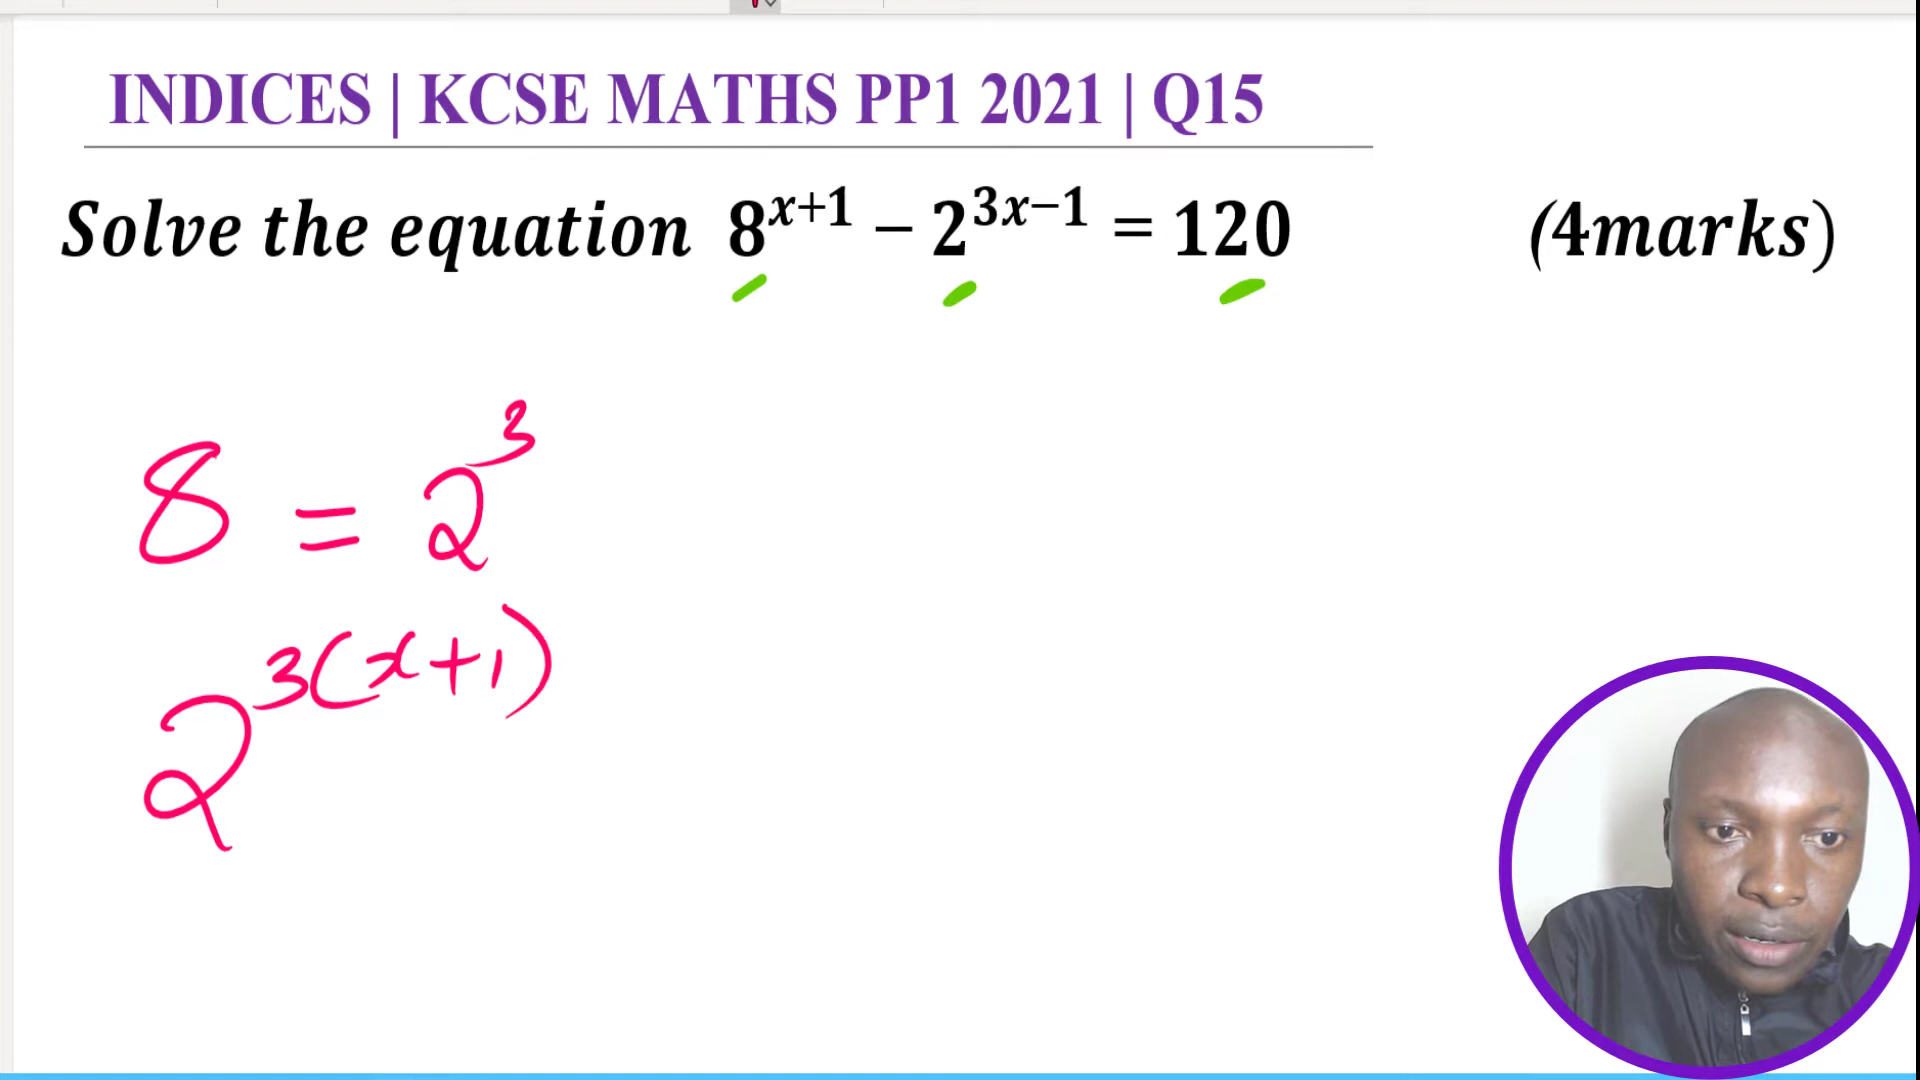 INDICES | KCSE MATHS PP1 2021 | Q15
Solve the equation 8^{x+1} − 2^{3x−1} = 120 (4marks)
8 = 2^3
2^{3(x+1)}